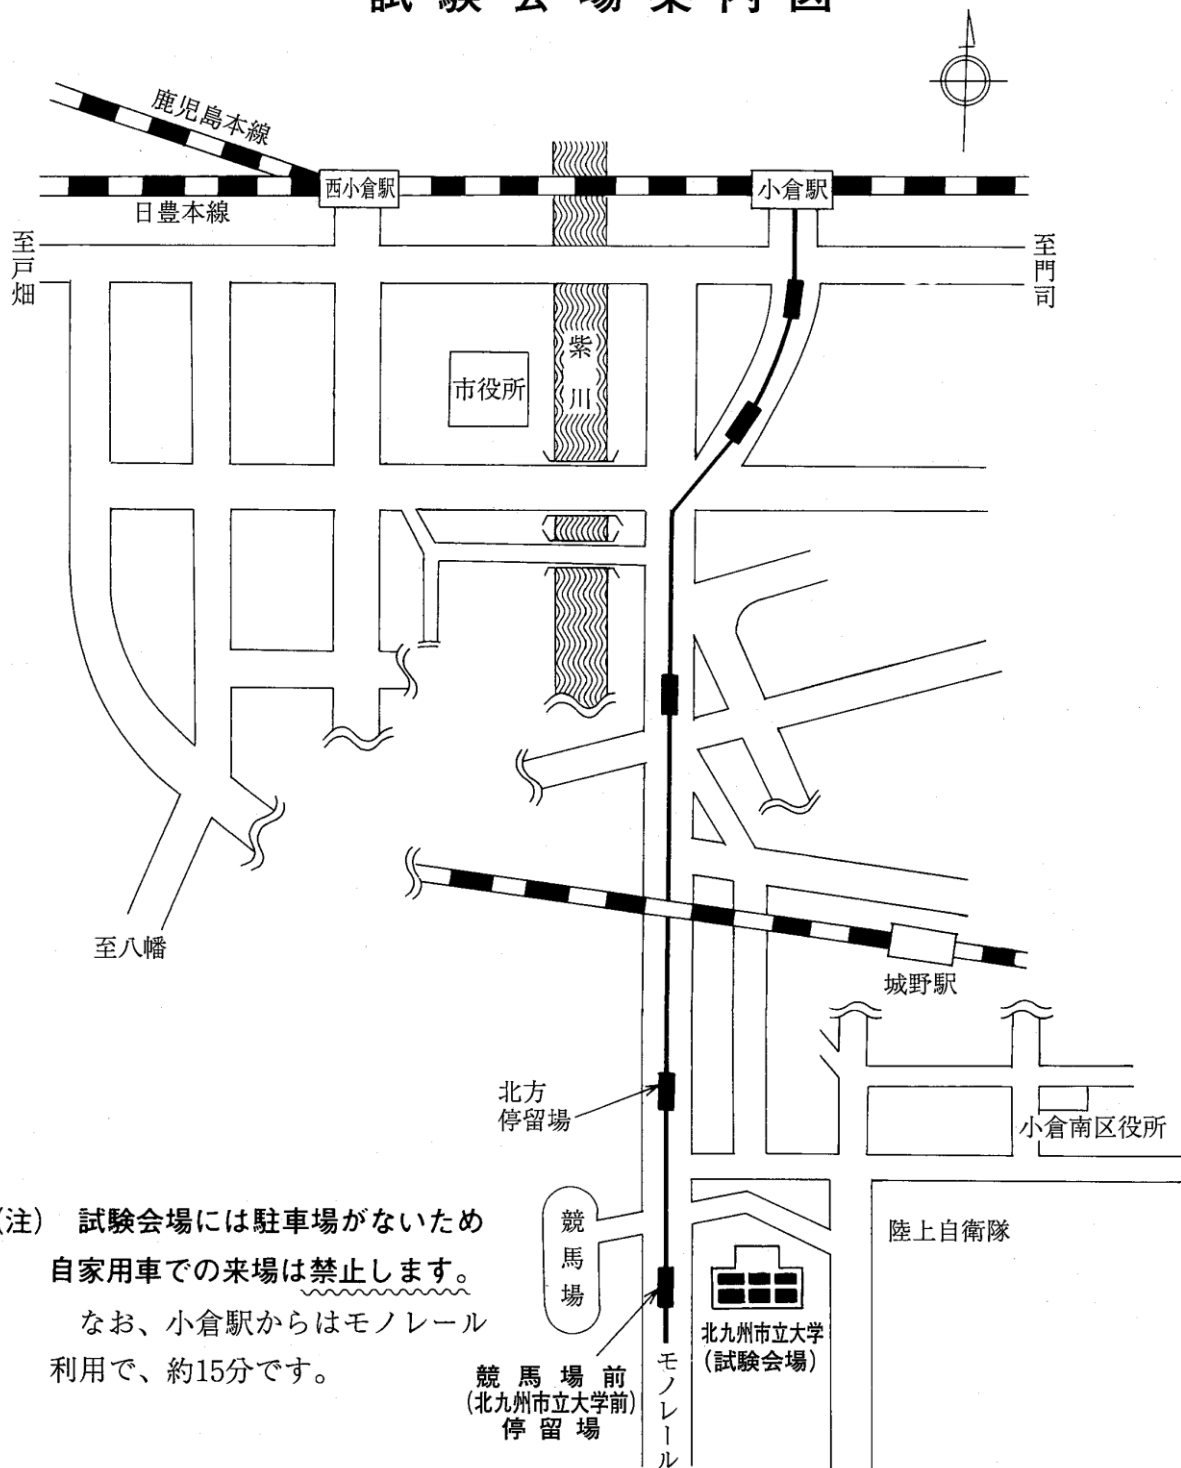 試験会場案内図
鹿児島本線
西小倉駅
小倉駅
日豊本線
至戸畑
至門司
紫川
市役所
至八幡
城野駅
北方
停留場
小倉南区役所
競馬場
陸上自衛隊
北九州市立大学
(試験会場)
競馬場前
(北九州市立大学前)
停留場
モノレール
(注) 試験会場には駐車場がないため
自家用車での来場は禁止します。
なお、小倉駅からはモノレール
利用で、約15分です。